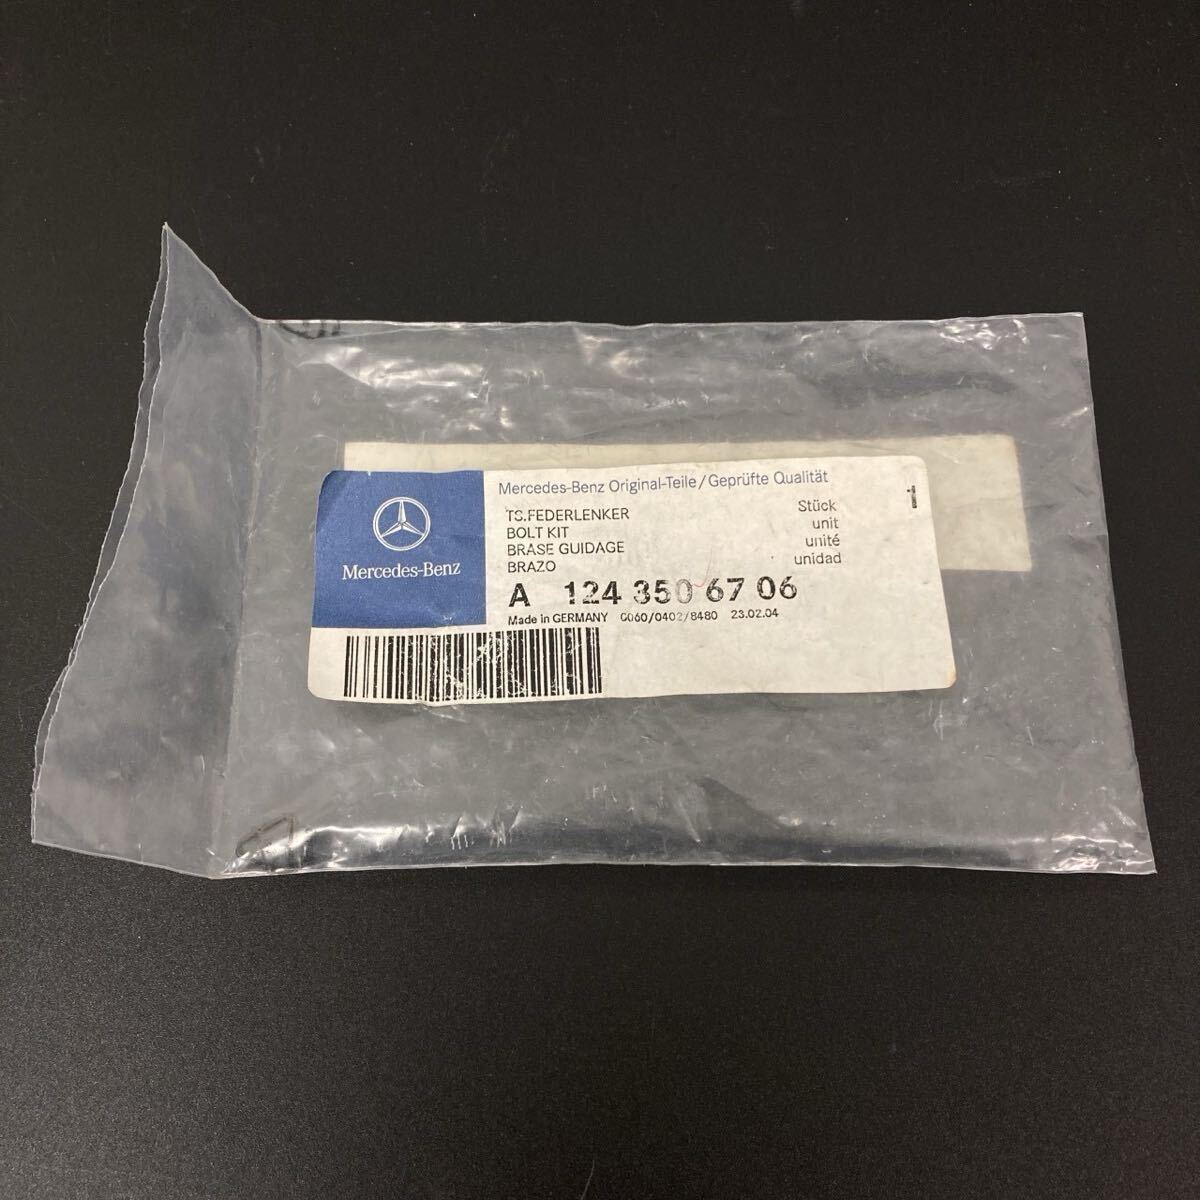 Mercedes-Benz
Mercedes-Benz Original-Teile/Geprüfte Qualität
TS.FEDERLENKER Stück 1
BOLT KIT unit
BRASE GUIDAGE unité
BRAZO unidad
A 124 350 67 06
Made in GERMANY 0060/0402/8480 23.02.04